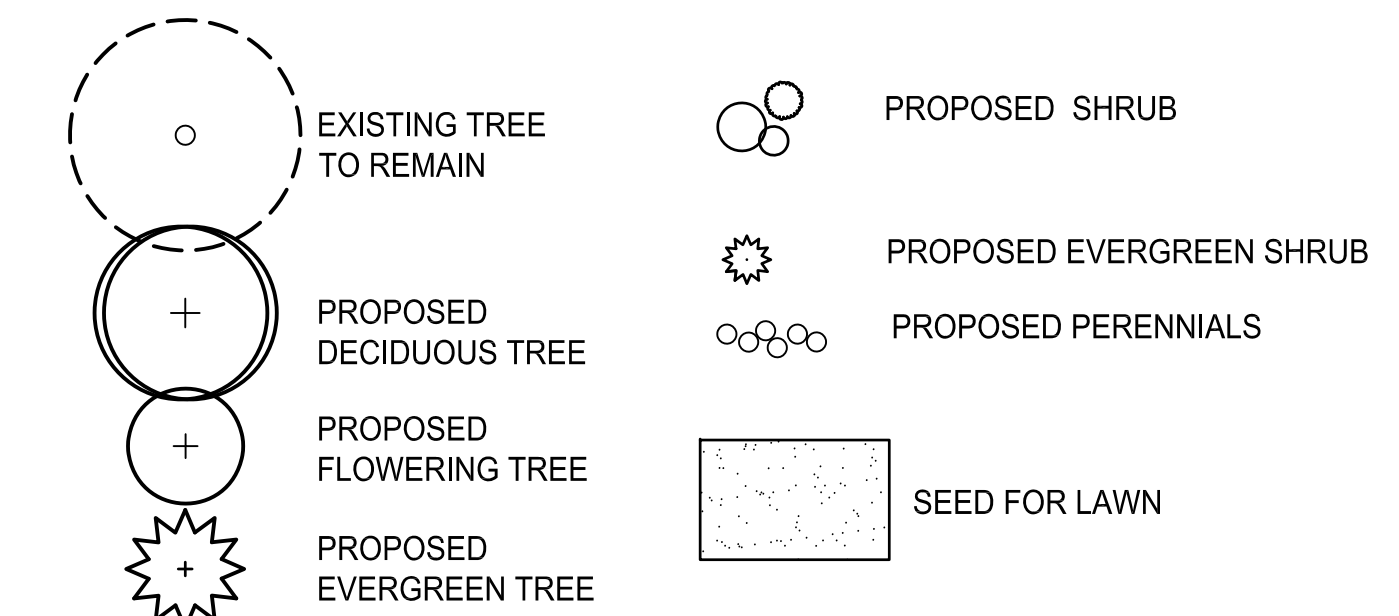 EXISTING TREE
TO REMAIN
PROPOSED
DECIDUOUS TREE
PROPOSED
FLOWERING TREE
PROPOSED
EVERGREEN TREE
PROPOSED SHRUB
PROPOSED EVERGREEN SHRUB
PROPOSED PERENNIALS
SEED FOR LAWN